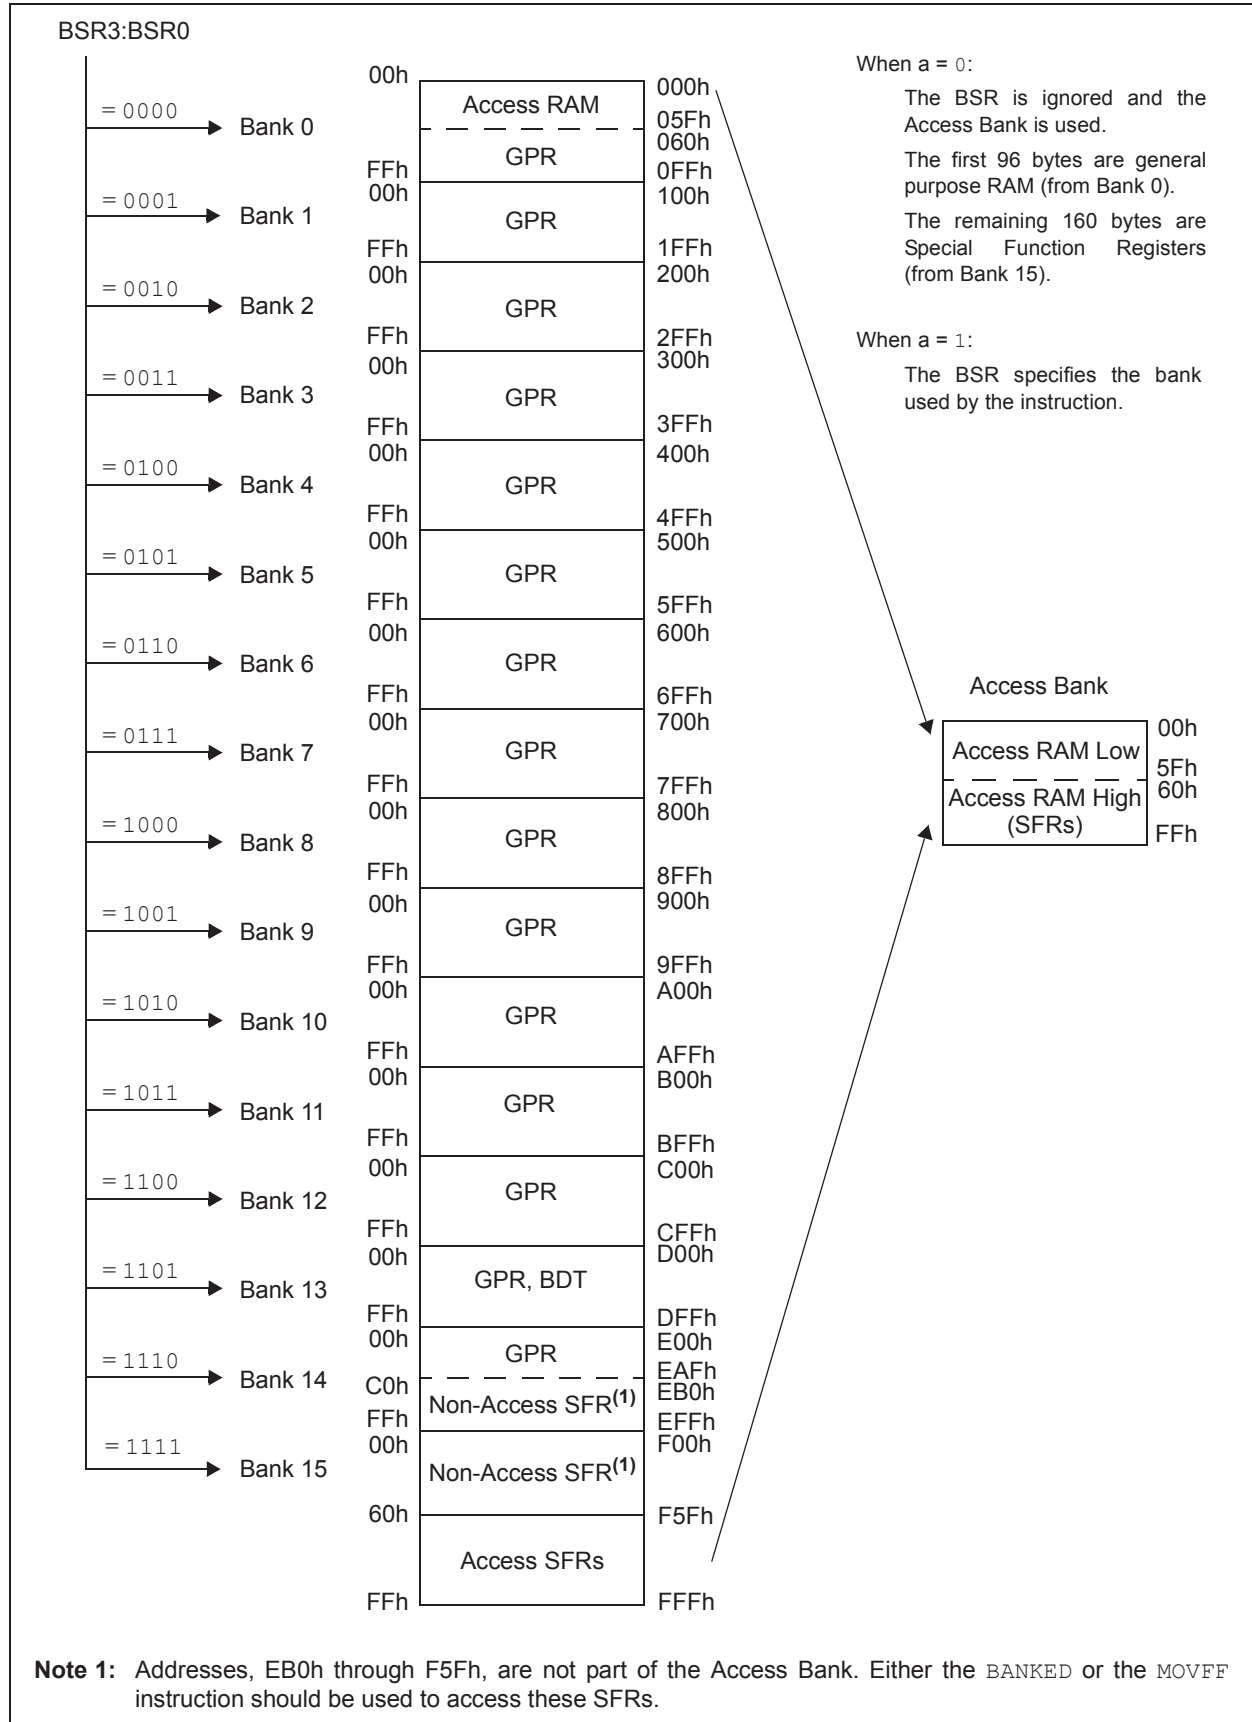 BSR3:BSR0
= 0000
Bank 0
= 0001
Bank 1
= 0010
Bank 2
= 0011
Bank 3
= 0100
Bank 4
= 0101
Bank 5
= 0110
Bank 6
= 0111
Bank 7
= 1000
Bank 8
= 1001
Bank 9
= 1010
Bank 10
= 1011
Bank 11
= 1100
Bank 12
= 1101
Bank 13
= 1110
Bank 14
= 1111
Bank 15
00h
FFh
00h
FFh
00h
FFh
00h
FFh
00h
FFh
00h
FFh
00h
FFh
00h
FFh
00h
FFh
00h
FFh
00h
FFh
00h
FFh
00h
FFh
00h
FFh
00h
C0h
FFh
00h
60h
FFh
Access RAM
GPR
GPR
GPR
GPR
GPR
GPR
GPR
GPR
GPR
GPR
GPR
GPR
GPR
GPR, BDT
GPR
Non-Access SFR(1)
Non-Access SFR(1)
Access SFRs
000h
05Fh
060h
0FFh
100h
1FFh
200h
2FFh
300h
3FFh
400h
4FFh
500h
5FFh
600h
6FFh
700h
7FFh
800h
8FFh
900h
9FFh
A00h
AFFh
B00h
BFFh
C00h
CFFh
D00h
DFFh
E00h
EAFh
EB0h
EFFh
F00h
F5Fh
FFFh
When a = 0:
The BSR is ignored and the
Access Bank is used.
The first 96 bytes are general
purpose RAM (from Bank 0).
The remaining 160 bytes are
Special Function Registers
(from Bank 15).
When a = 1:
The BSR specifies the bank
used by the instruction.
Access Bank
Access RAM Low
Access RAM High
(SFRs)
00h
5Fh
60h
FFh
Note 1: Addresses, EB0h through F5Fh, are not part of the Access Bank. Either the BANKED or the MOVFF
instruction should be used to access these SFRs.